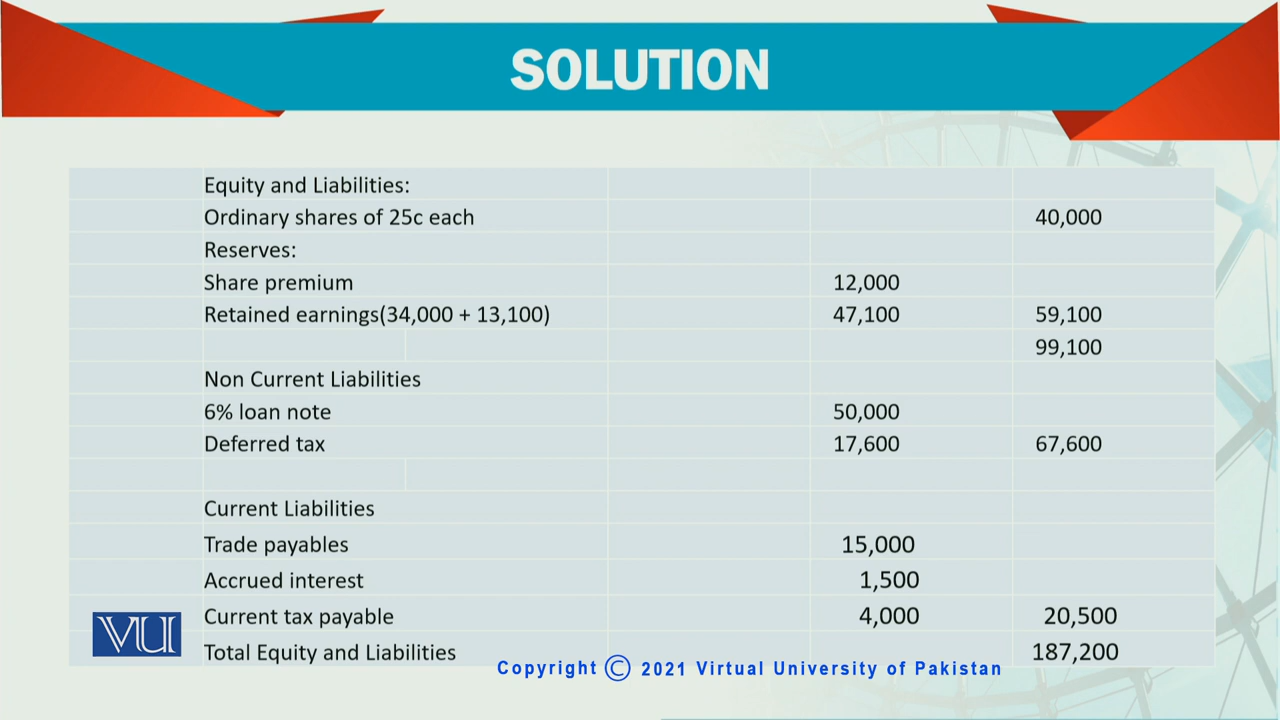 SOLUTION
Equity and Liabilities:
Ordinary shares of 25c each 40,000
Reserves:
Share premium 12,000
Retained earnings(34,000 + 13,100) 47,100 59,100
99,100
Non Current Liabilities
6% loan note 50,000
Deferred tax 17,600 67,600
Current Liabilities
Trade payables 15,000
Accrued interest 1,500
Current tax payable 4,000 20,500
Total Equity and Liabilities 187,200
VU
Copyright © 2021 Virtual University of Pakistan